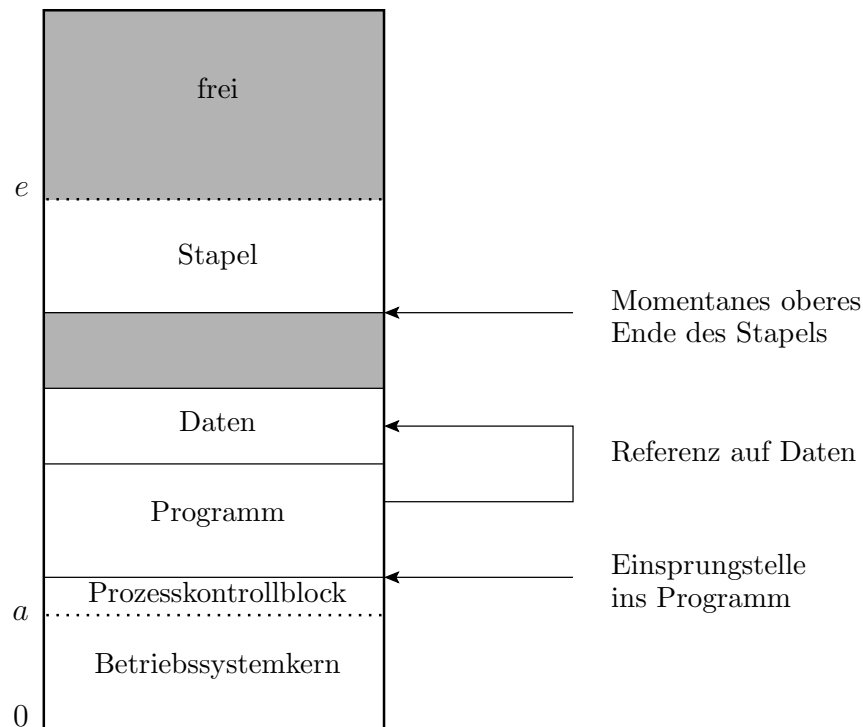 frei
e
Stapel
Momentanes oberes
Ende des Stapels
Daten
Referenz auf Daten
Programm
Einsprungstelle
ins Programm
Prozesskontrollblock
a
Betriebssystemkern
0